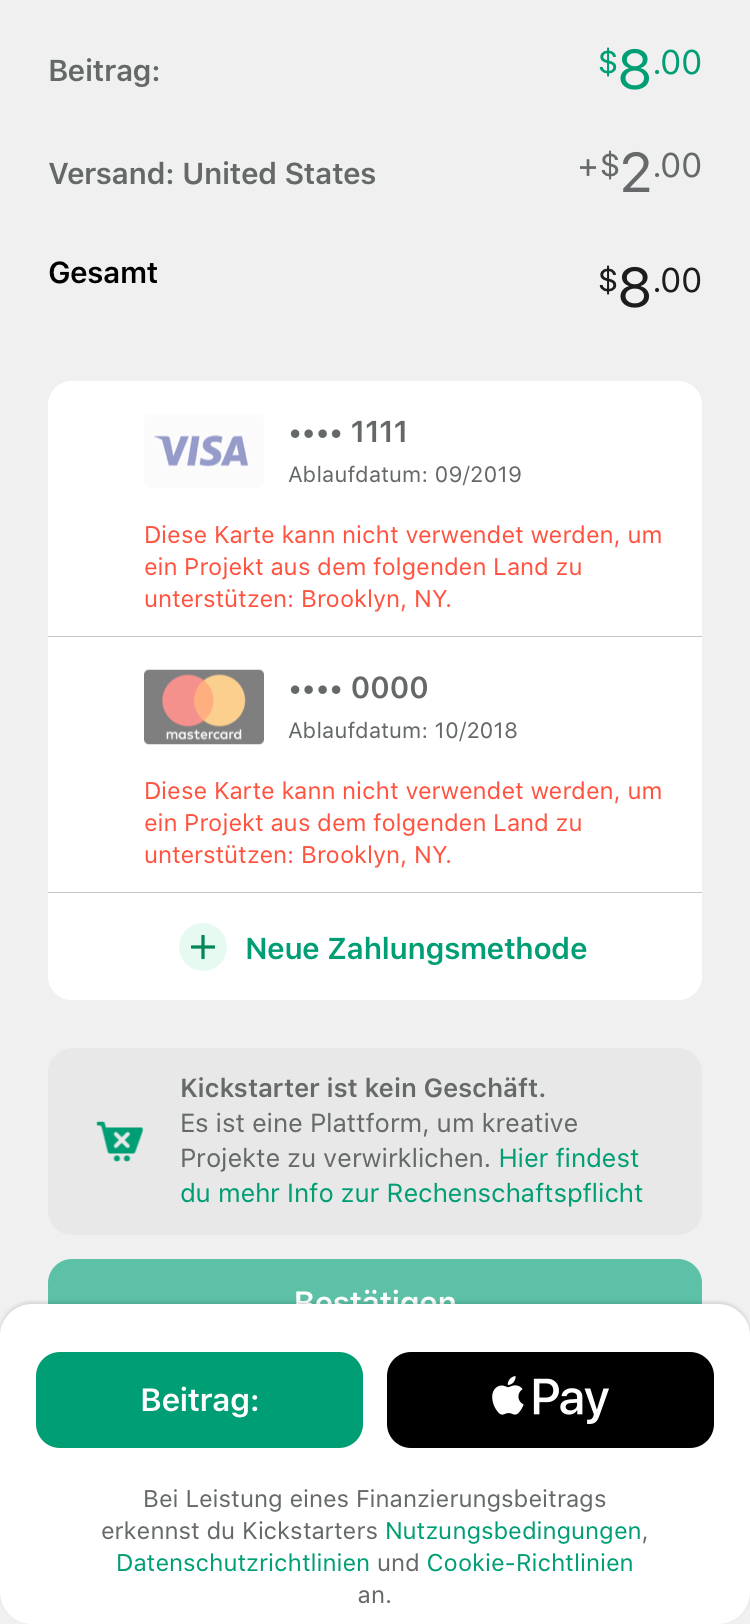 Beitrag: $8.00
Versand: United States +$2.00
Gesamt $8.00
VISA •••• 1111
Ablaufdatum: 09/2019
Diese Karte kann nicht verwendet werden, um
ein Projekt aus dem folgenden Land zu
unterstützen: Brooklyn, NY.
•••• 0000
mastercard Ablaufdatum: 10/2018
Diese Karte kann nicht verwendet werden, um
ein Projekt aus dem folgenden Land zu
unterstützen: Brooklyn, NY.
+ Neue Zahlungsmethode
Kickstarter ist kein Geschäft.
Es ist eine Plattform, um kreative
Projekte zu verwirklichen. Hier findest
du mehr Info zur Rechenschaftspflicht
Bestätigen
Beitrag: Pay
Bei Leistung eines Finanzierungsbeitrags
erkennst du Kickstarters Nutzungsbedingungen,
Datenschutzrichtlinien und Cookie-Richtlinien
an.